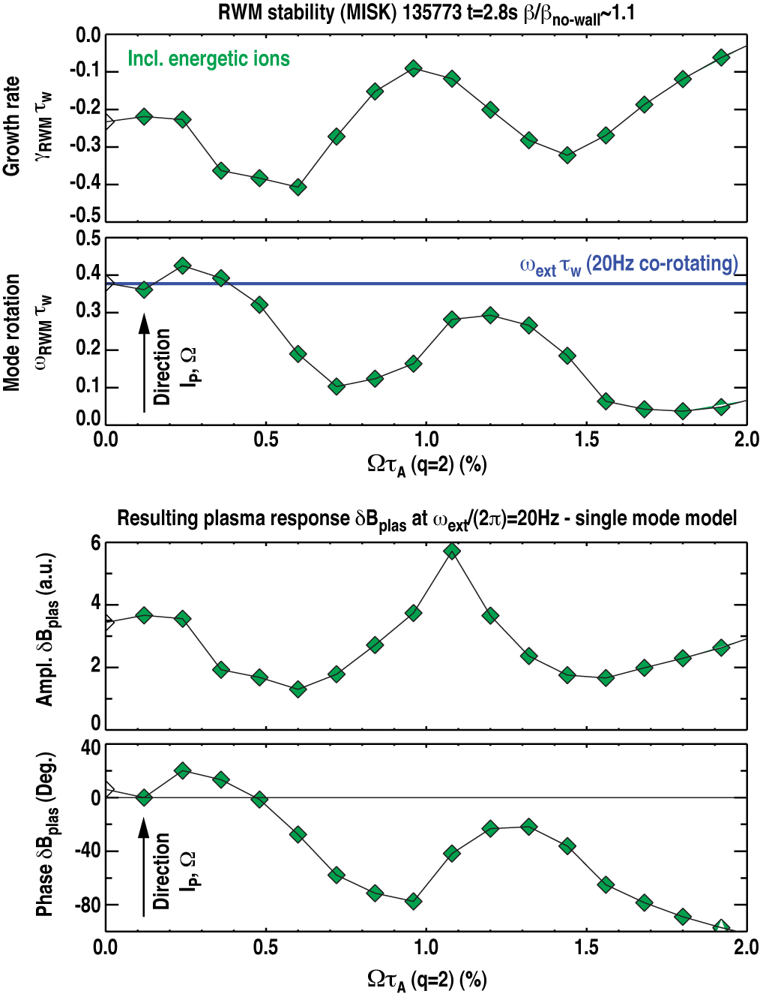 RWM stability (MISK) 135773 t=2.8s β/βno-wall~1.1
0.0
-0.1
-0.2
-0.3
-0.4
-0.5
Growth rate
γRWM τw
Incl. energetic ions
0.5
0.4
0.3
0.2
0.1
0.0
Mode rotation
ωRWM τw
ωext τw (20Hz co-rotating)
Direction
IP, Ω
0.0 0.5 1.0 1.5 2.0
ΩτA (q=2) (%)
Resulting plasma response δBplas at ωext/(2π)=20Hz - single mode model
6
4
2
0
Ampl. δBplas (a.u.)
40
0
-40
-80
Phase δBplas (Deg.)
Direction
IP, Ω
0.0 0.5 1.0 1.5 2.0
ΩτA (q=2) (%)